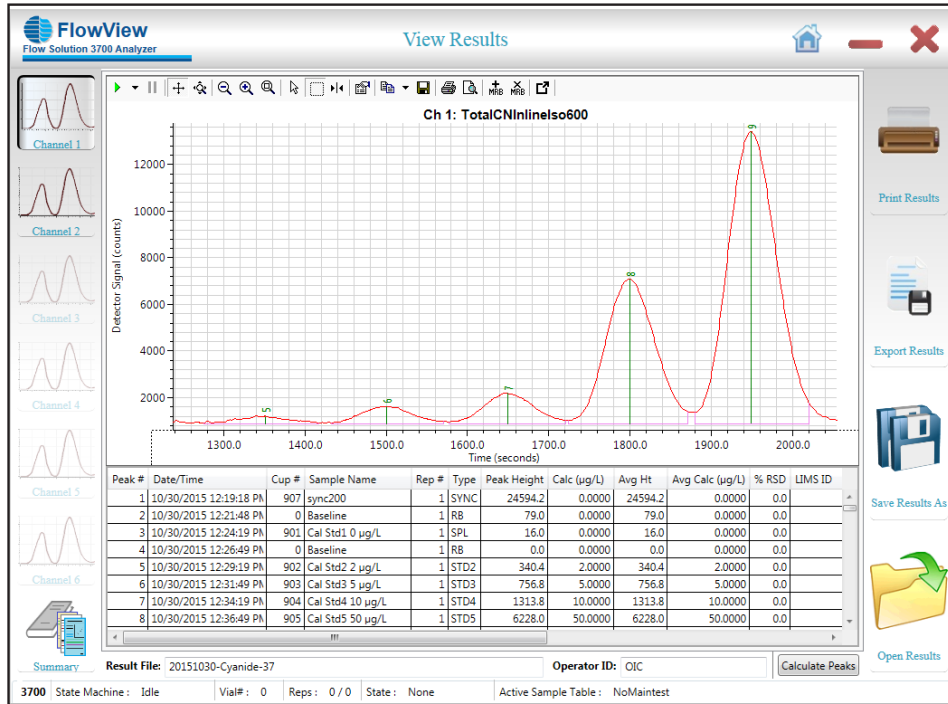 FlowView
Flow Solution 3700 Analyzer
View Results
Channel 1
Channel 2
Channel 3
Channel 4
Channel 5
Channel 6
Summary
MRB MRB
Ch 1: TotalCNInlineIso600
Detector Signal (counts)
12000
10000
8000
6000
4000
2000
5
6
7
8
9
1300.0 1400.0 1500.0 1600.0 1700.0 1800.0 1900.0 2000.0
Time (seconds)
Peak # Date/Time Cup # Sample Name Rep # Type Peak Height Calc (µg/L) Avg Ht Avg Calc (µg/L) % RSD LIMS ID
1 10/30/2015 12:19:18 PM 907 sync200 1 SYNC 24594.2 0.0000 24594.2 0.0000 0.0
2 10/30/2015 12:21:48 PM 0 Baseline 1 RB 79.0 0.0000 79.0 0.0000 0.0
3 10/30/2015 12:24:19 PM 901 Cal Std1 0 µg/L 1 SPL 16.0 0.0000 16.0 0.0000 0.0
4 10/30/2015 12:26:49 PM 0 Baseline 1 RB 0.0 0.0000 0.0 0.0000 0.0
5 10/30/2015 12:29:19 PM 902 Cal Std2 2 µg/L 1 STD2 340.4 2.0000 340.4 2.0000 0.0
6 10/30/2015 12:31:49 PM 903 Cal Std3 5 µg/L 1 STD3 756.8 5.0000 756.8 5.0000 0.0
7 10/30/2015 12:34:19 PM 904 Cal Std4 10 µg/L 1 STD4 1313.8 10.0000 1313.8 10.0000 0.0
8 10/30/2015 12:36:49 PM 905 Cal Std5 50 µg/L 1 STD5 6228.0 50.0000 6228.0 50.0000 0.0
Result File: 20151030-Cyanide-37 Operator ID: OIC Calculate Peaks
Print Results
Export Results
Save Results As
Open Results
3700 State Machine : Idle Vial# : 0 Reps : 0 / 0 State : None Active Sample Table : NoMaintest